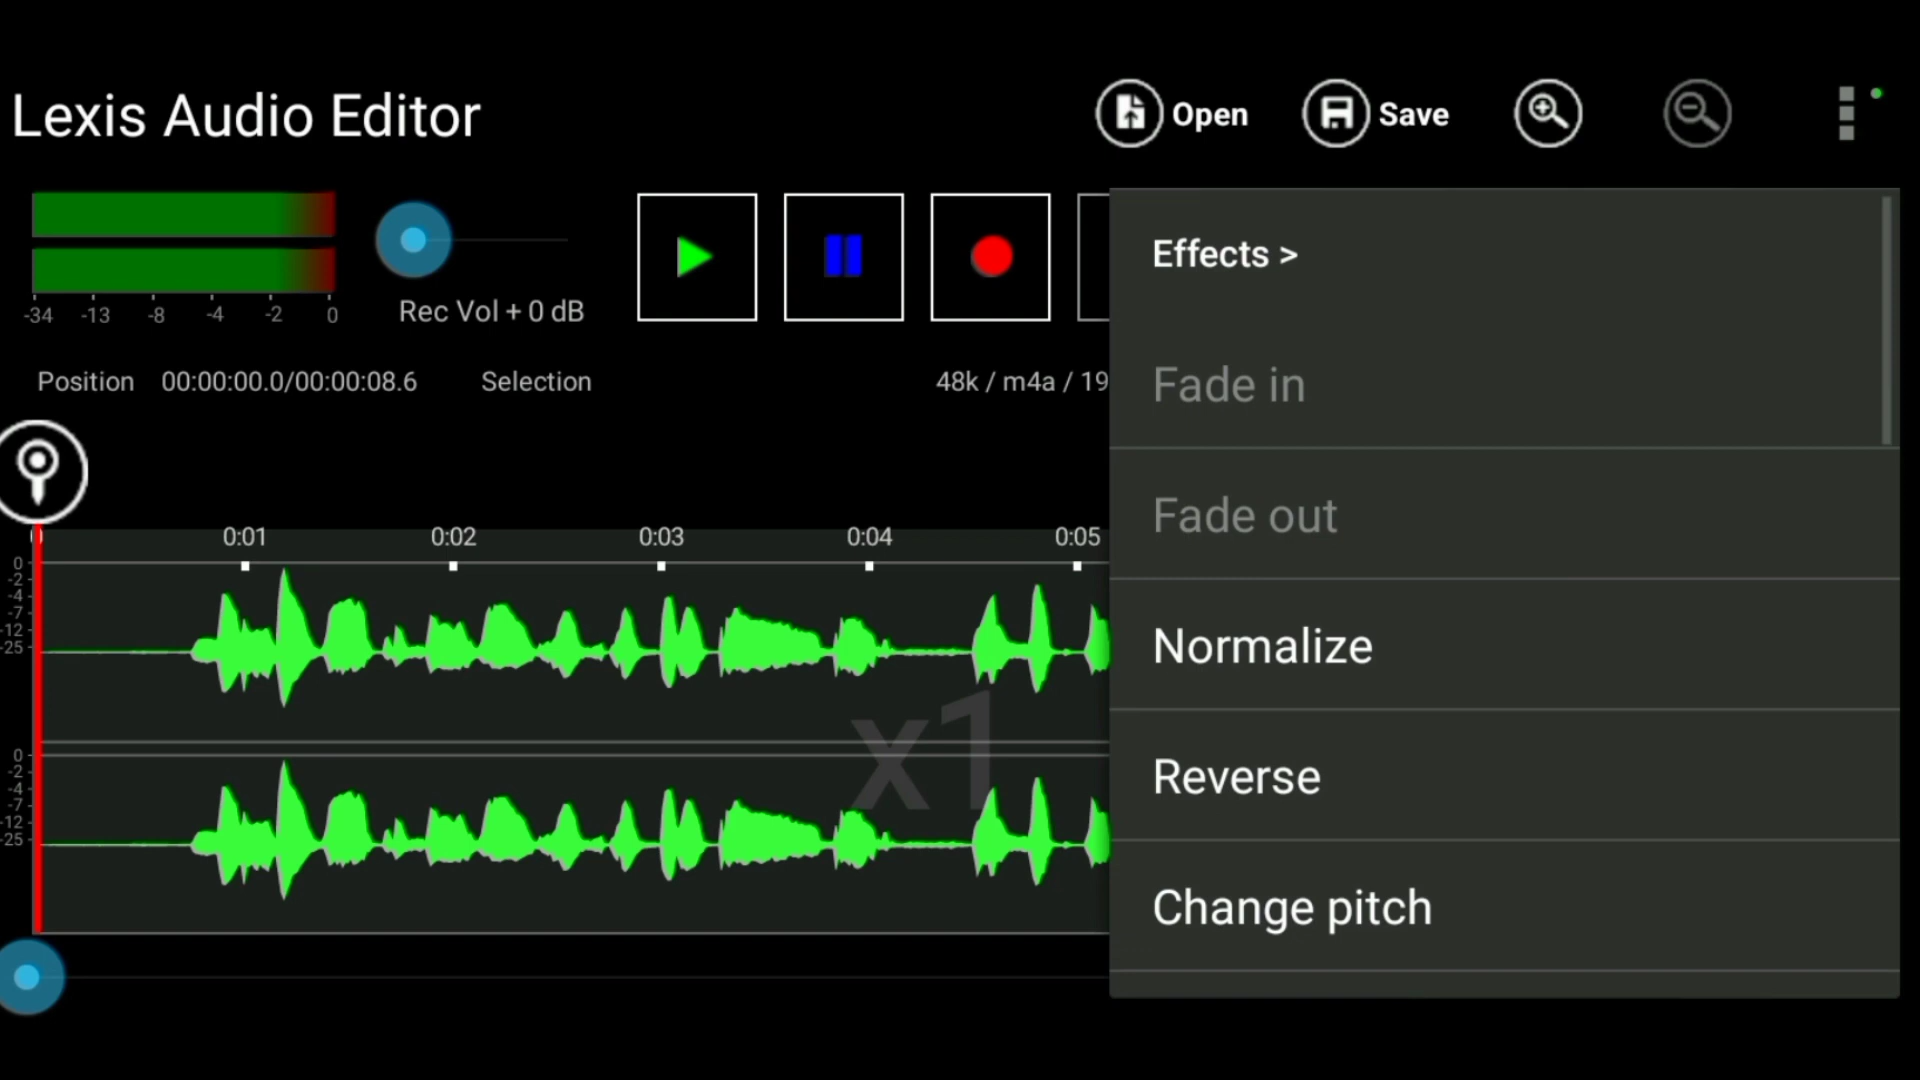 Lexis Audio Editor
Open
Save
-34 -13 -8 -4 -2 0
Rec Vol + 0 dB
Position 00:00:00.0/00:00:08.6 Selection 48k / m4a / 19
Effects >
Fade in
Fade out
Normalize
Reverse
Change pitch
0 0:01 0:02 0:03 0:04 0:05
0
-2
-4
-7
-12
-25
x1
0
-2
-4
-7
-12
-25